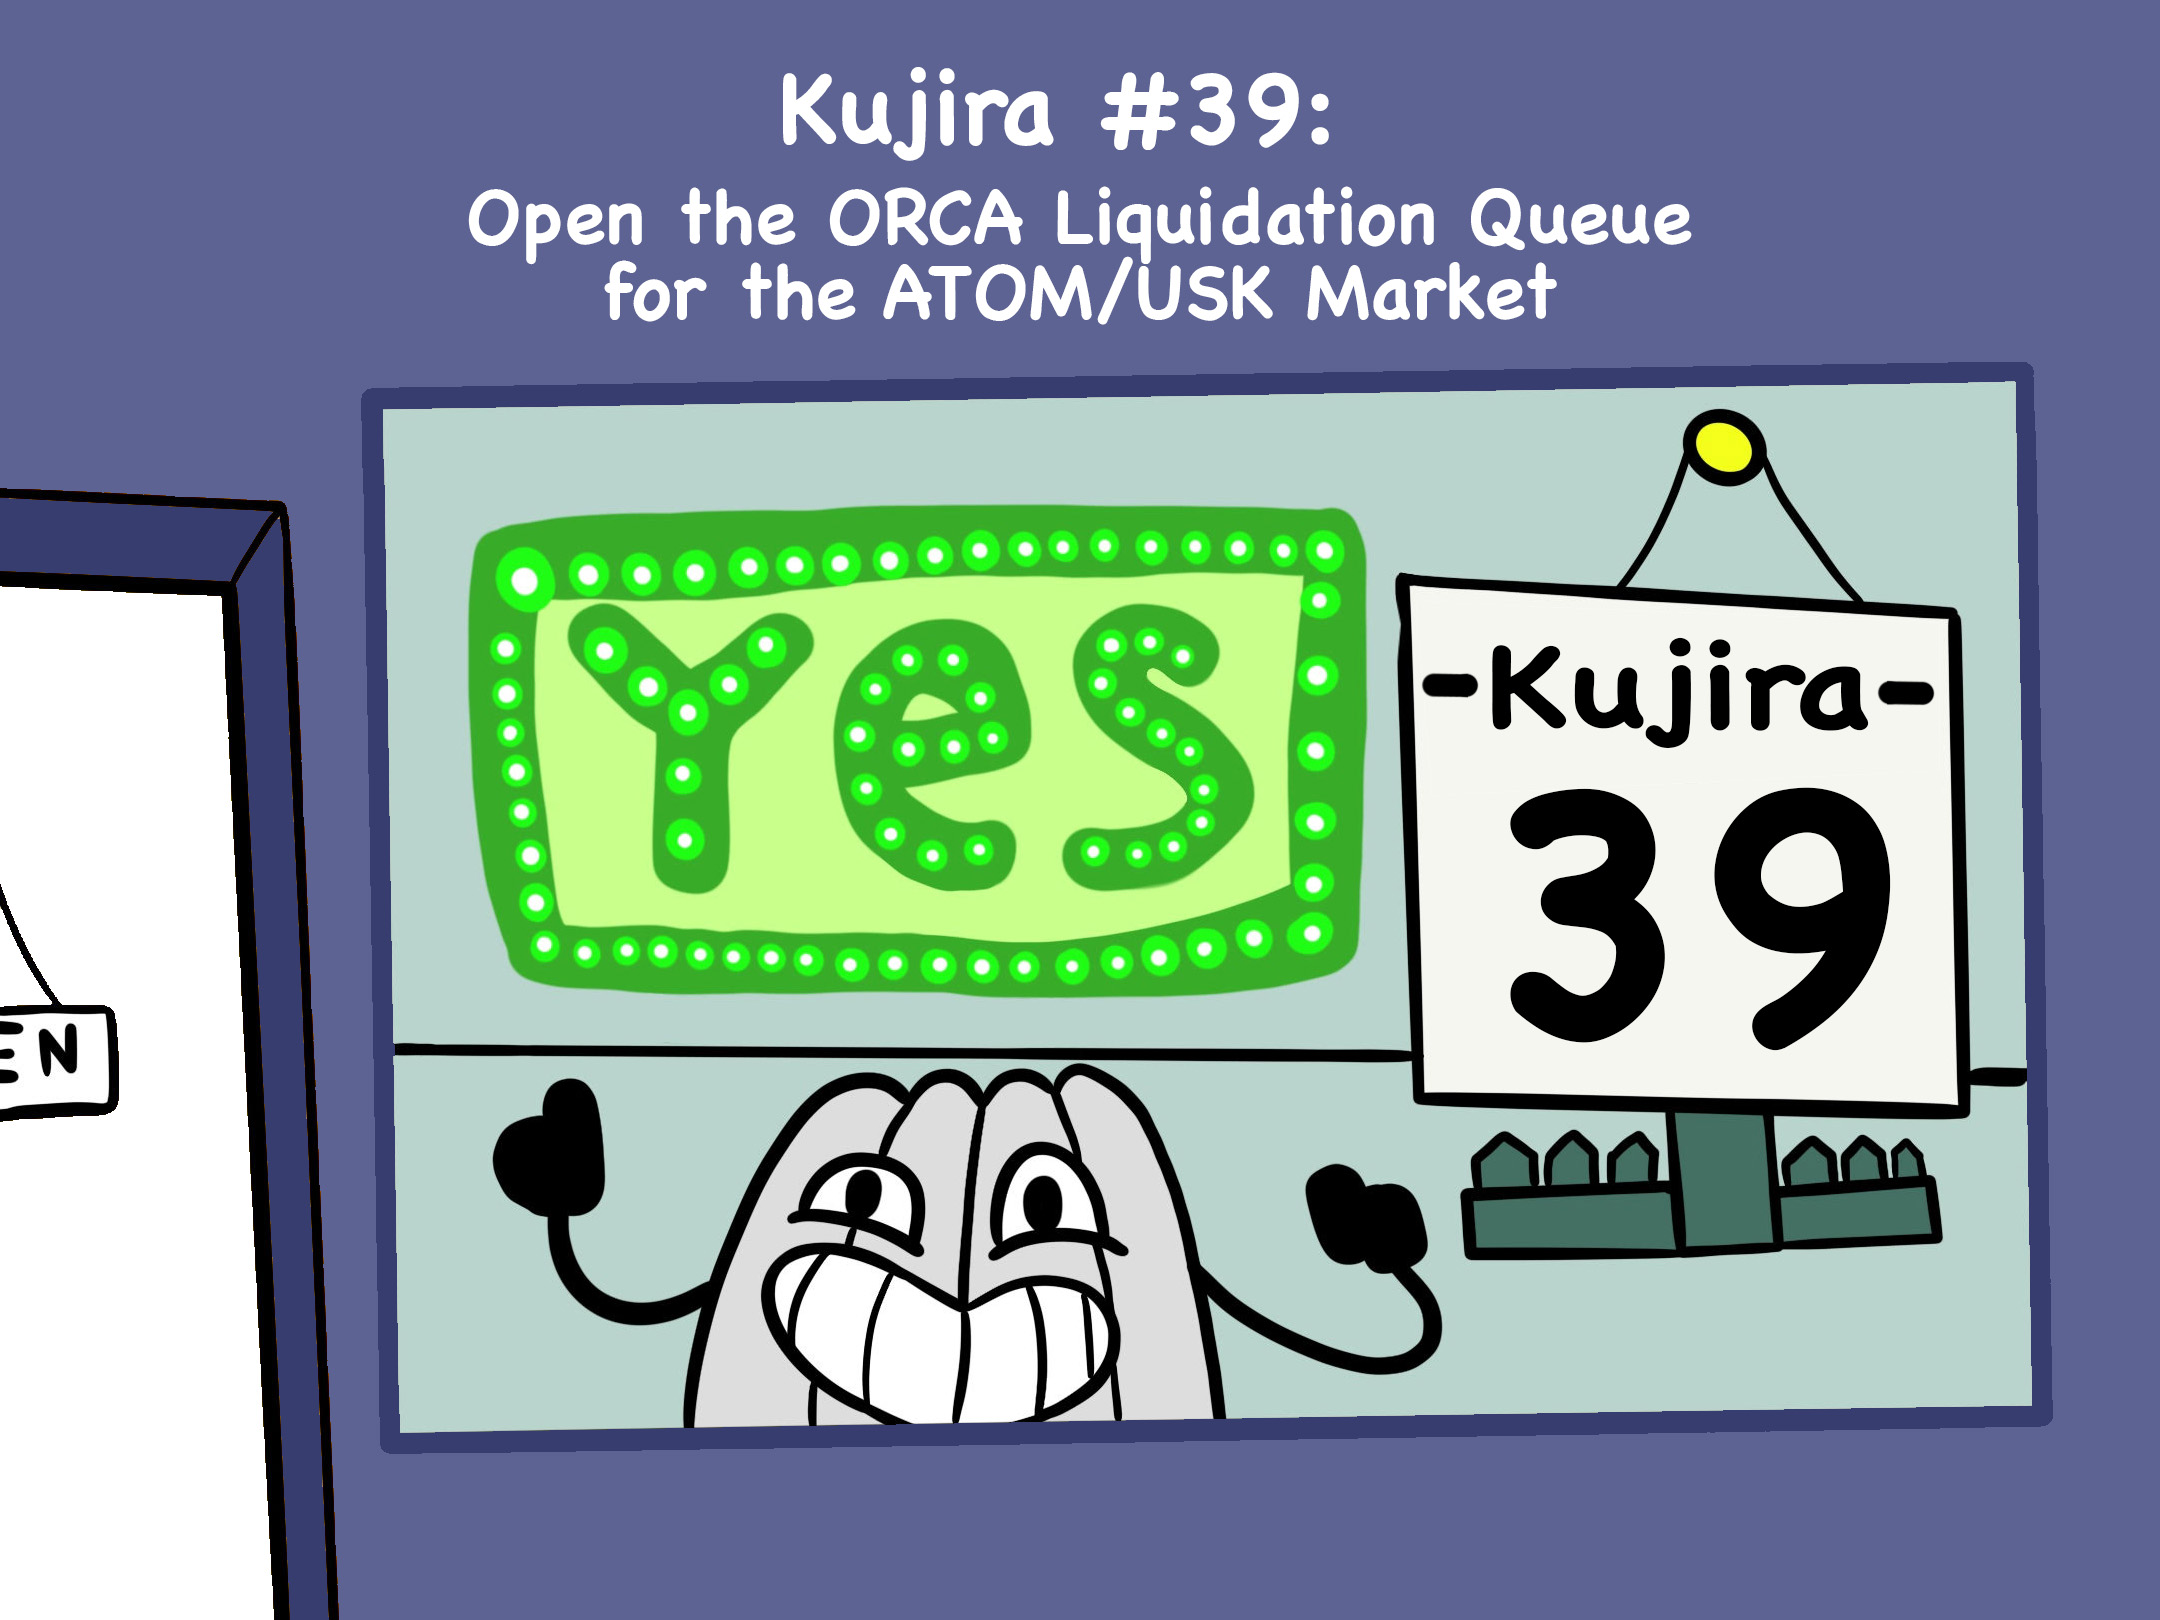 Kujira #39:
Open the ORCA Liquidation Queue
for the ATOM/USK Market
Yes
-Kujira-
39
EN